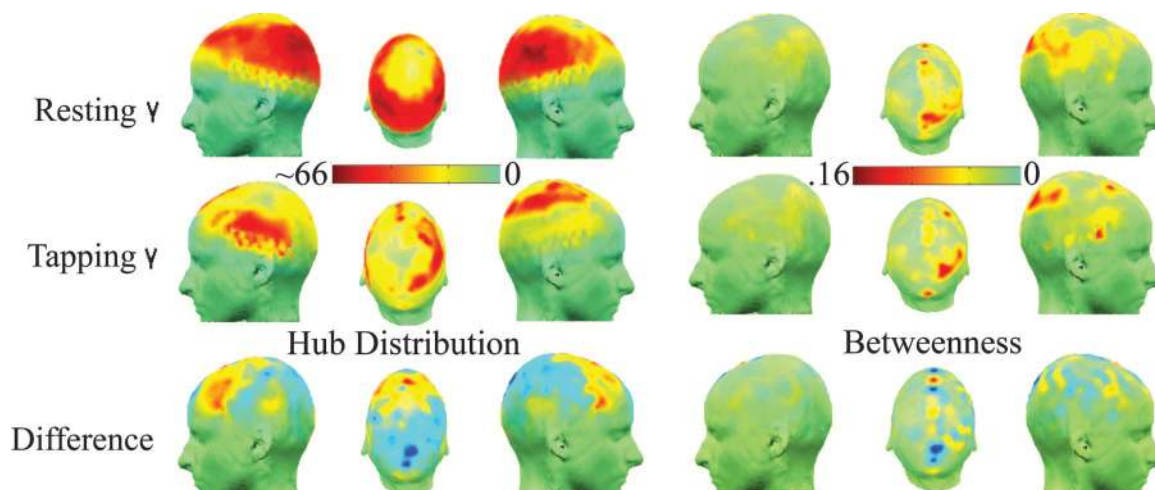 Resting γ
~66 0 .16 0
Tapping γ
Hub Distribution Betweenness
Difference